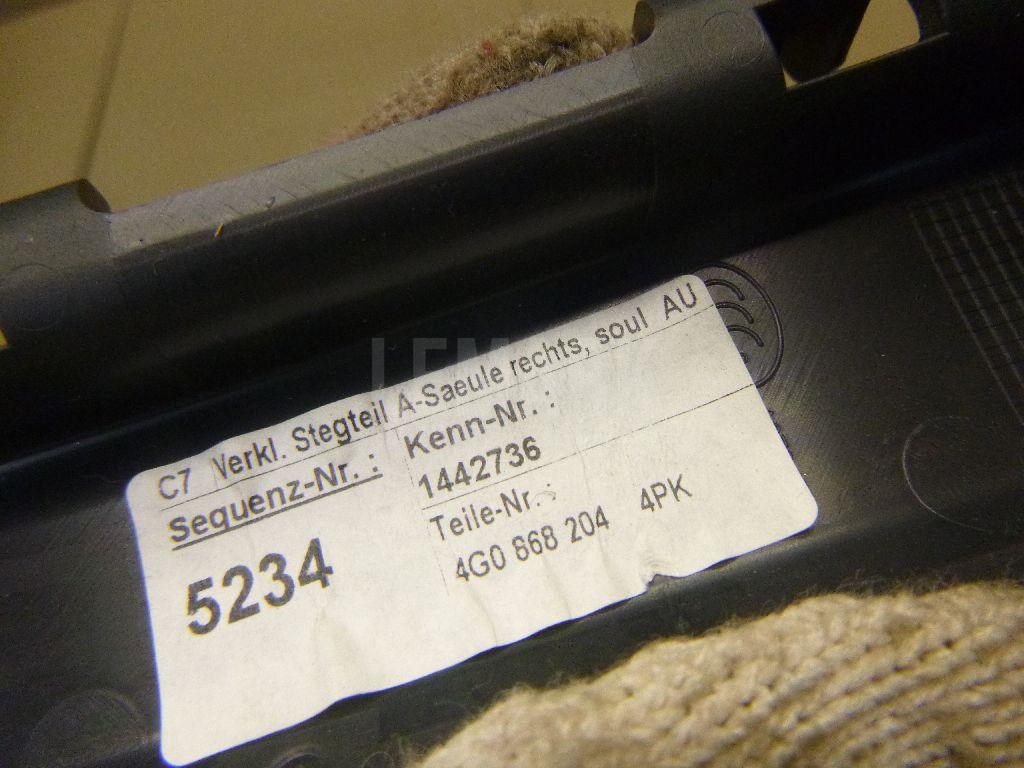 C7 Verkl. Stegteil A-Saeule rechts, soul AU
Sequenz-Nr. :
5234
Kenn-Nr. :
1442736
Teile-Nr. :
4G0 868 204 4PK